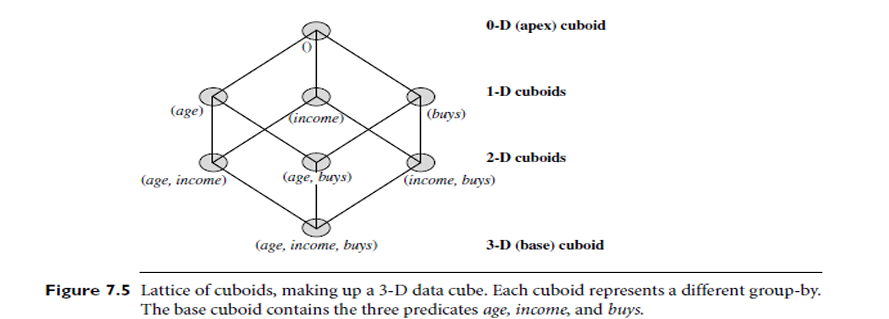 0-D (apex) cuboid
()
1-D cuboids
(age)
(income)
(buys)
2-D cuboids
(age, income)
(age, buys)
(income, buys)
(age, income, buys)
3-D (base) cuboid
Figure 7.5 Lattice of cuboids, making up a 3-D data cube. Each cuboid represents a different group-by.
The base cuboid contains the three predicates age, income, and buys.